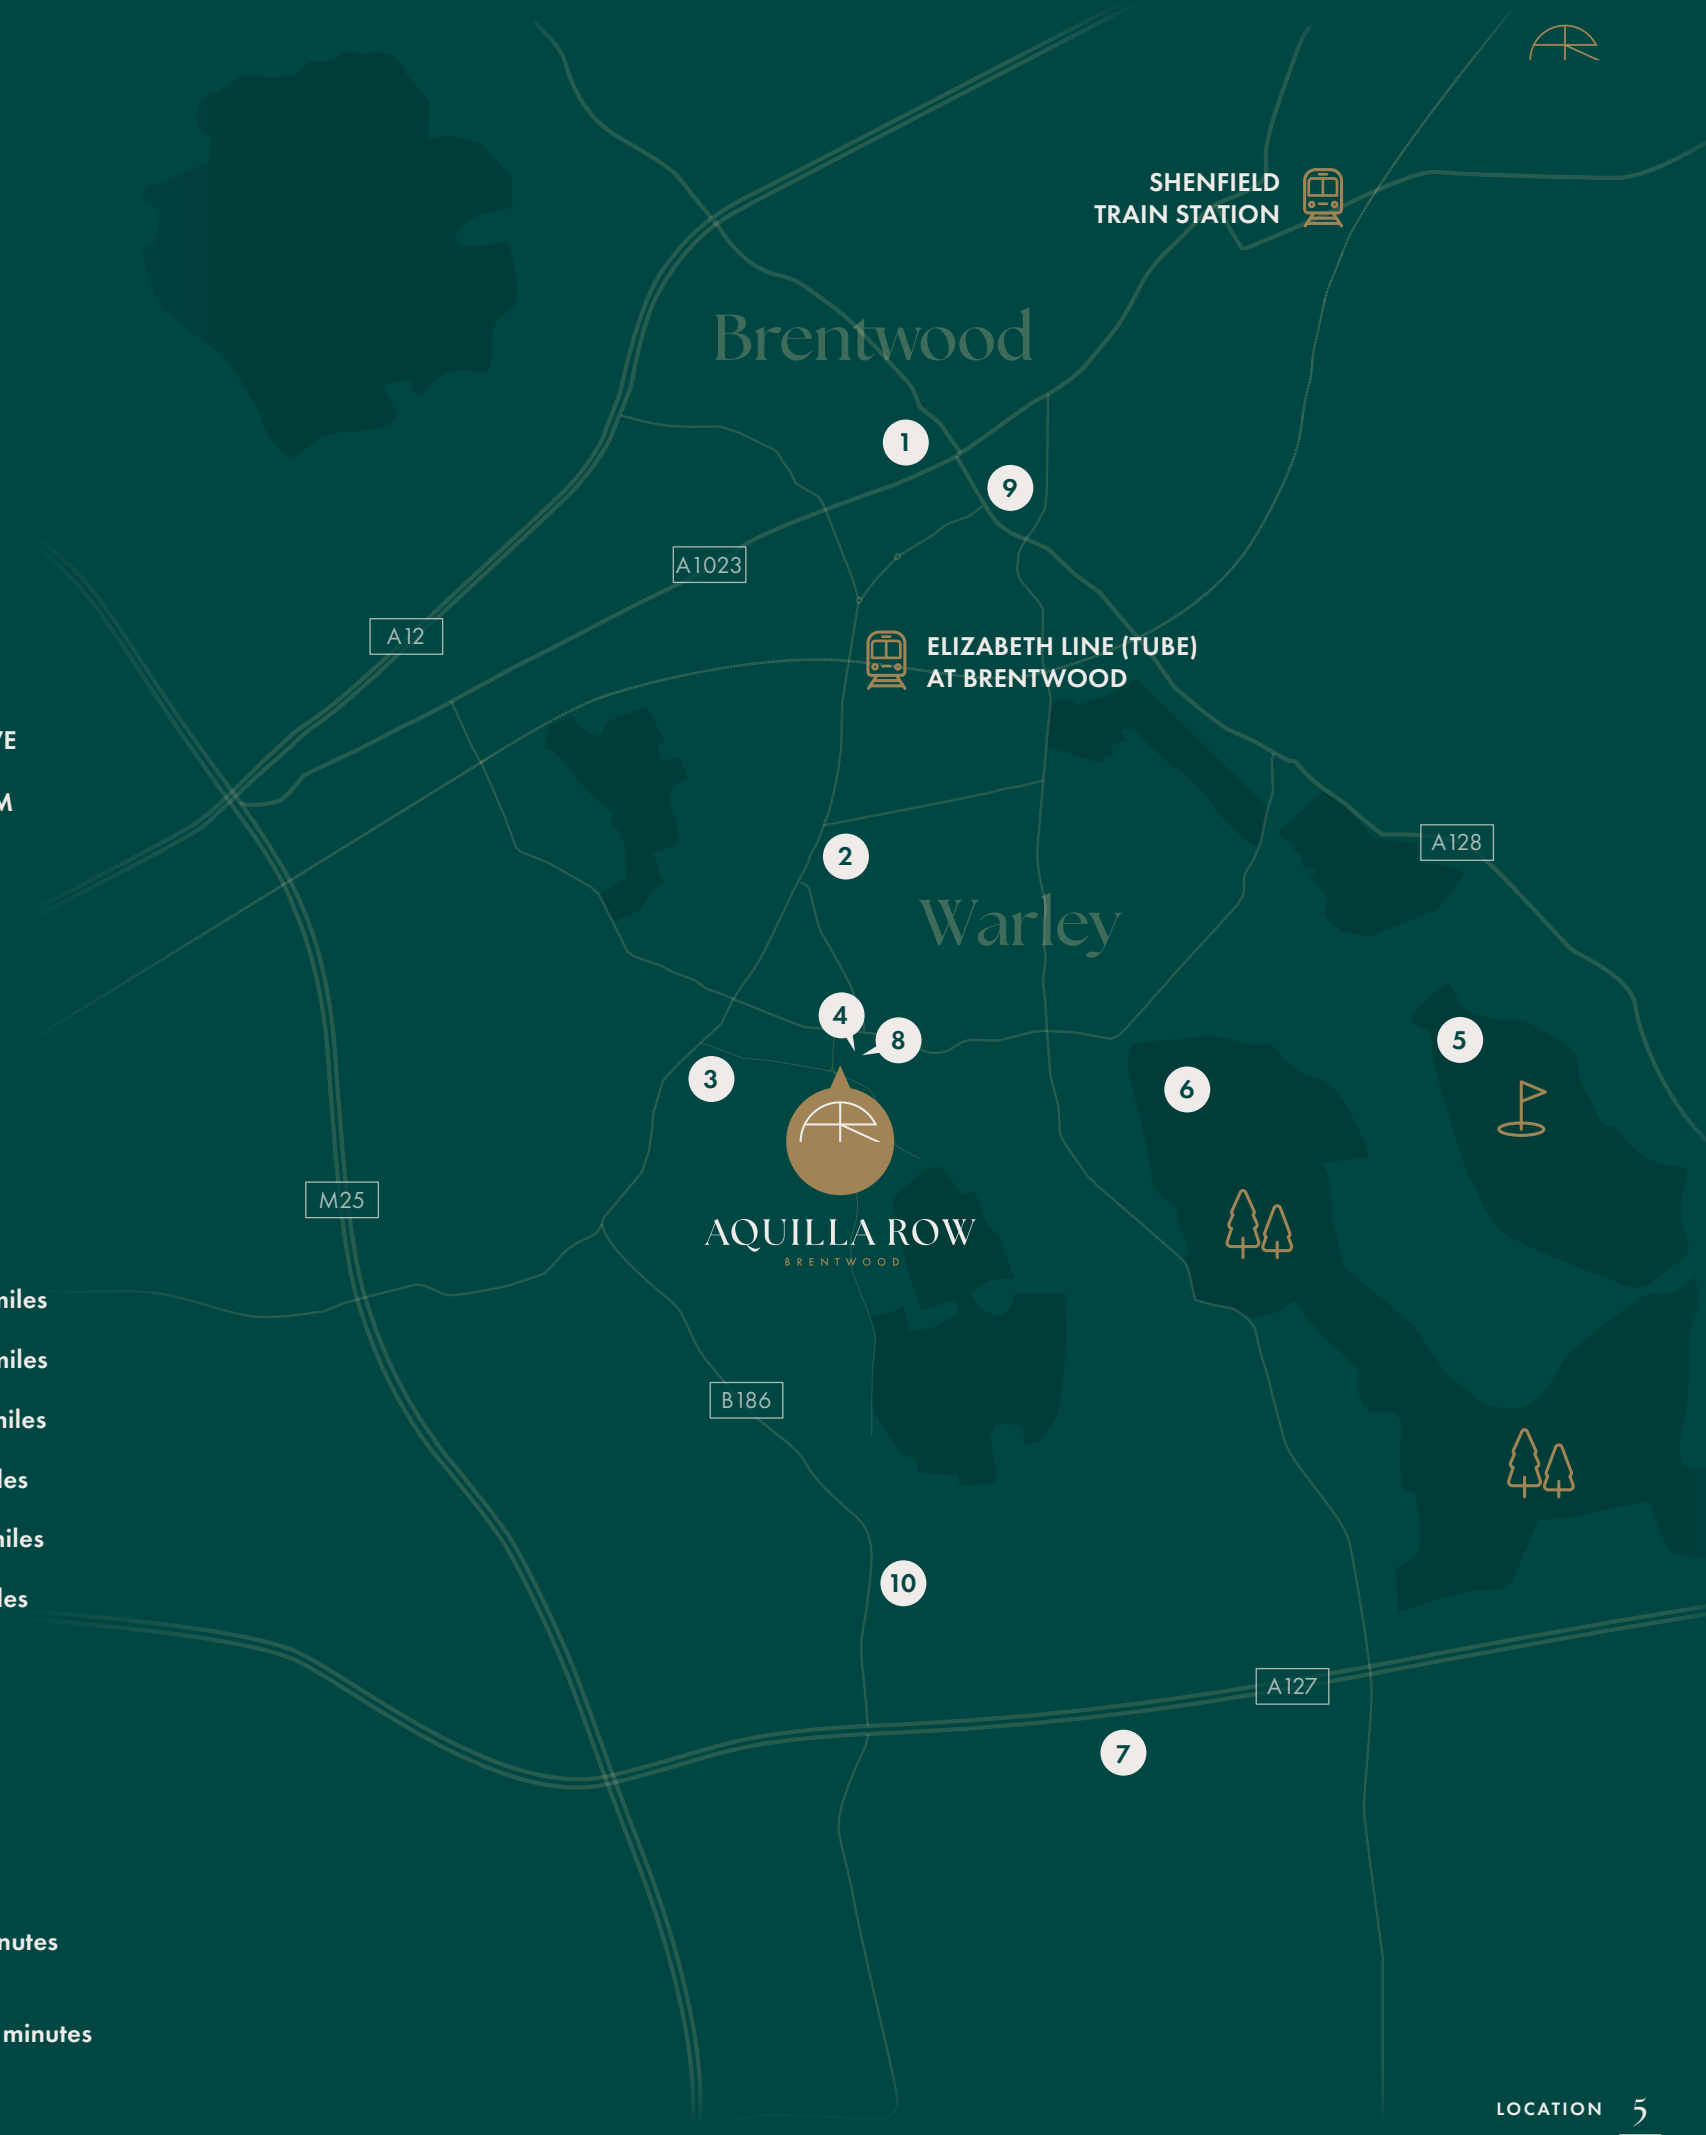 SHENFIELD
TRAIN STATION
Brentwood
1
9
A1023
A12
ELIZABETH LINE (TUBE)
AT BRENTWOOD
A128
2
Warley
4
8
5
3
6
M25
AQUILLA ROW
BRENTWOOD
B186
10
A127
7
minutes
LOCATION 5